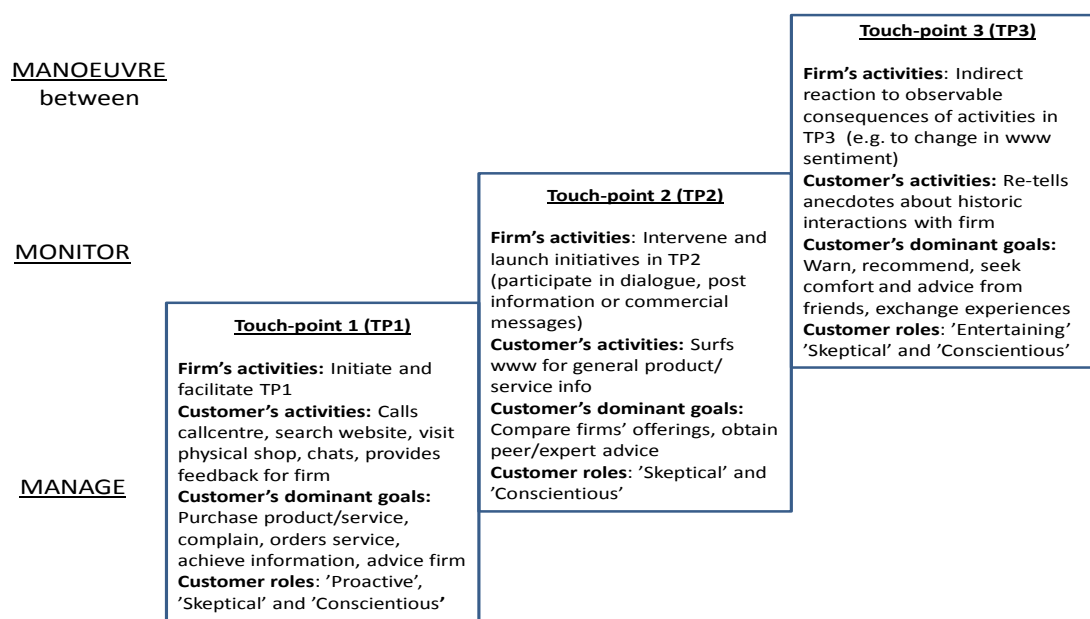 MANOEUVRE
between
MONITOR
MANAGE
Touch-point 1 (TP1)
Firm’s activities: Initiate and
facilitate TP1
Customer’s activities: Calls
callcentre, search website, visit
physical shop, chats, provides
feedback for firm
Customer’s dominant goals:
Purchase product/service,
complain, orders service,
achieve information, advice firm
Customer roles: ’Proactive’,
’Skeptical’ and ’Conscientious’
Touch-point 2 (TP2)
Firm’s activities: Intervene and
launch initiatives in TP2
(participate in dialogue, post
information or commercial
messages)
Customer’s activities: Surfs
www for general product/
service info
Customer’s dominant goals:
Compare firms’ offerings, obtain
peer/expert advice
Customer roles: ’Skeptical’ and
’Conscientious’
Touch-point 3 (TP3)
Firm’s activities: Indirect
reaction to observable
consequences of activities in
TP3 (e.g. to change in www
sentiment)
Customer’s activities: Re-tells
anecdotes about historic
interactions with firm
Customer’s dominant goals:
Warn, recommend, seek
comfort and advice from
friends, exchange experiences
Customer roles: ’Entertaining’
’Skeptical’ and ’Conscientious’